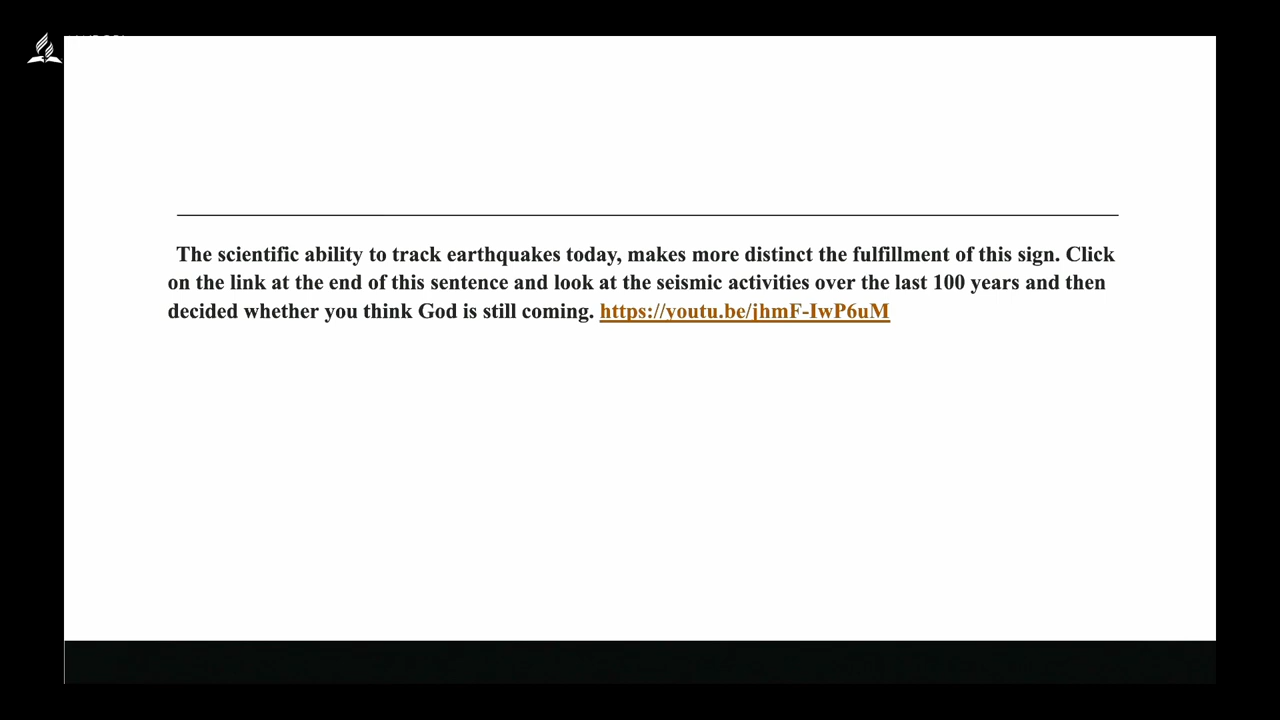 The scientific ability to track earthquakes today, makes more distinct the fulfillment of this sign. Click
on the link at the end of this sentence and look at the seismic activities over the last 100 years and then
decided whether you think God is still coming. https://youtu.be/jhmF-IwP6uM